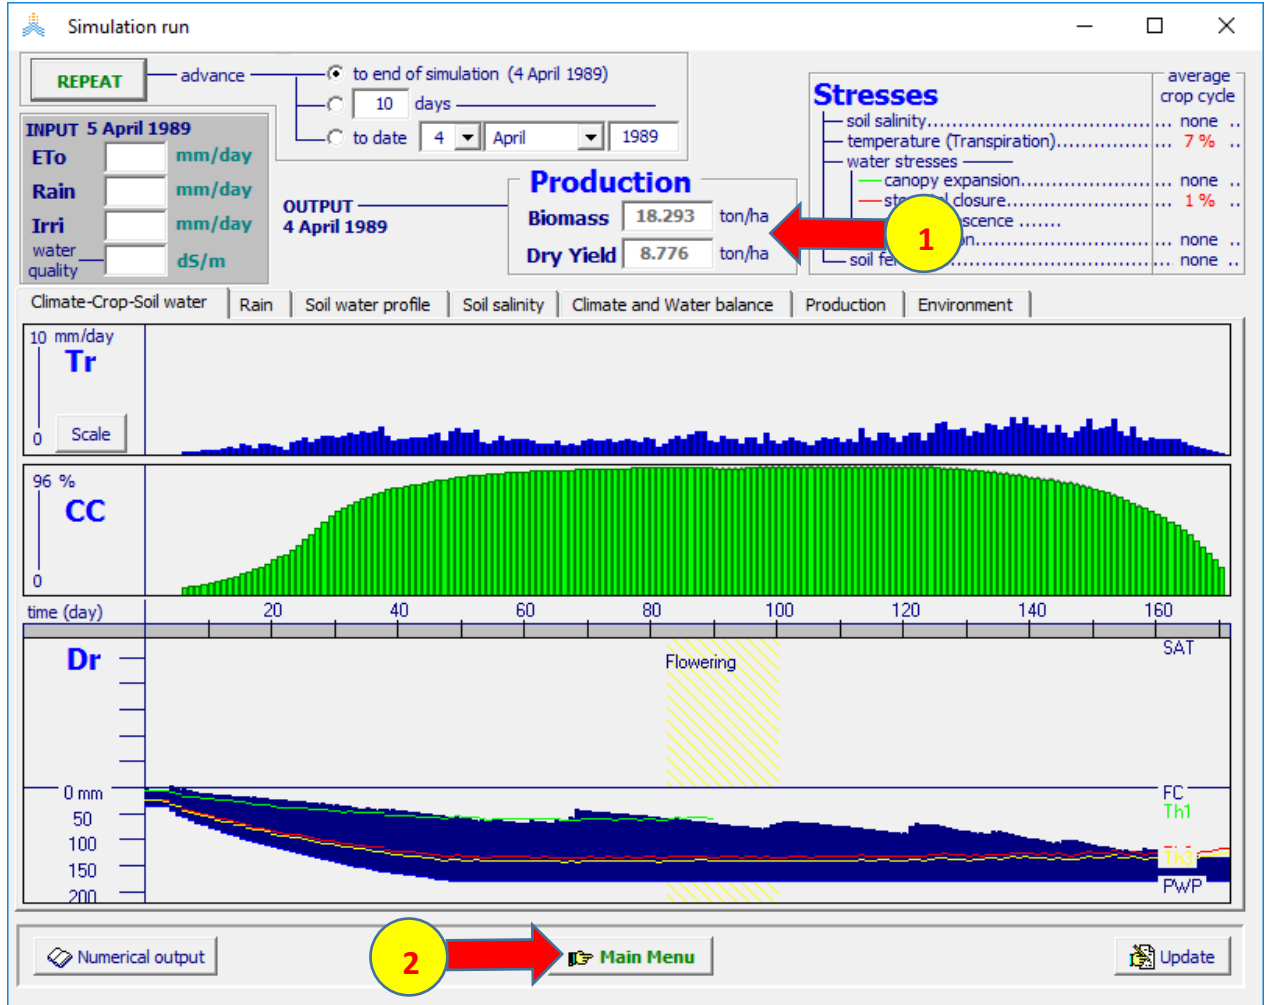 Simulation run
REPEAT
advance
to end of simulation (4 April 1989)
10 days
to date 4 April 1989
INPUT 5 April 1989
ETo mm/day
Rain mm/day
Irri mm/day
water
quality dS/m
OUTPUT
4 April 1989
Production
Biomass 18.293 ton/ha
Dry Yield 8.776 ton/ha
1
Stresses
average
crop cycle
soil salinity none
temperature (Transpiration) 7 %
water stresses
canopy expansion none
closure 1 %
none
none
Climate-Crop-Soil water Rain Soil water profile Soil salinity Climate and Water balance Production Environment
10 mm/day
Tr
0
Scale
96 %
CC
0
time (day) 20 40 60 80 100 120 140 160
Dr
Flowering
SAT
0 mm
FC
50
Th1
100
150
Th3
200
PWP
Numerical output
2
Main Menu
Update